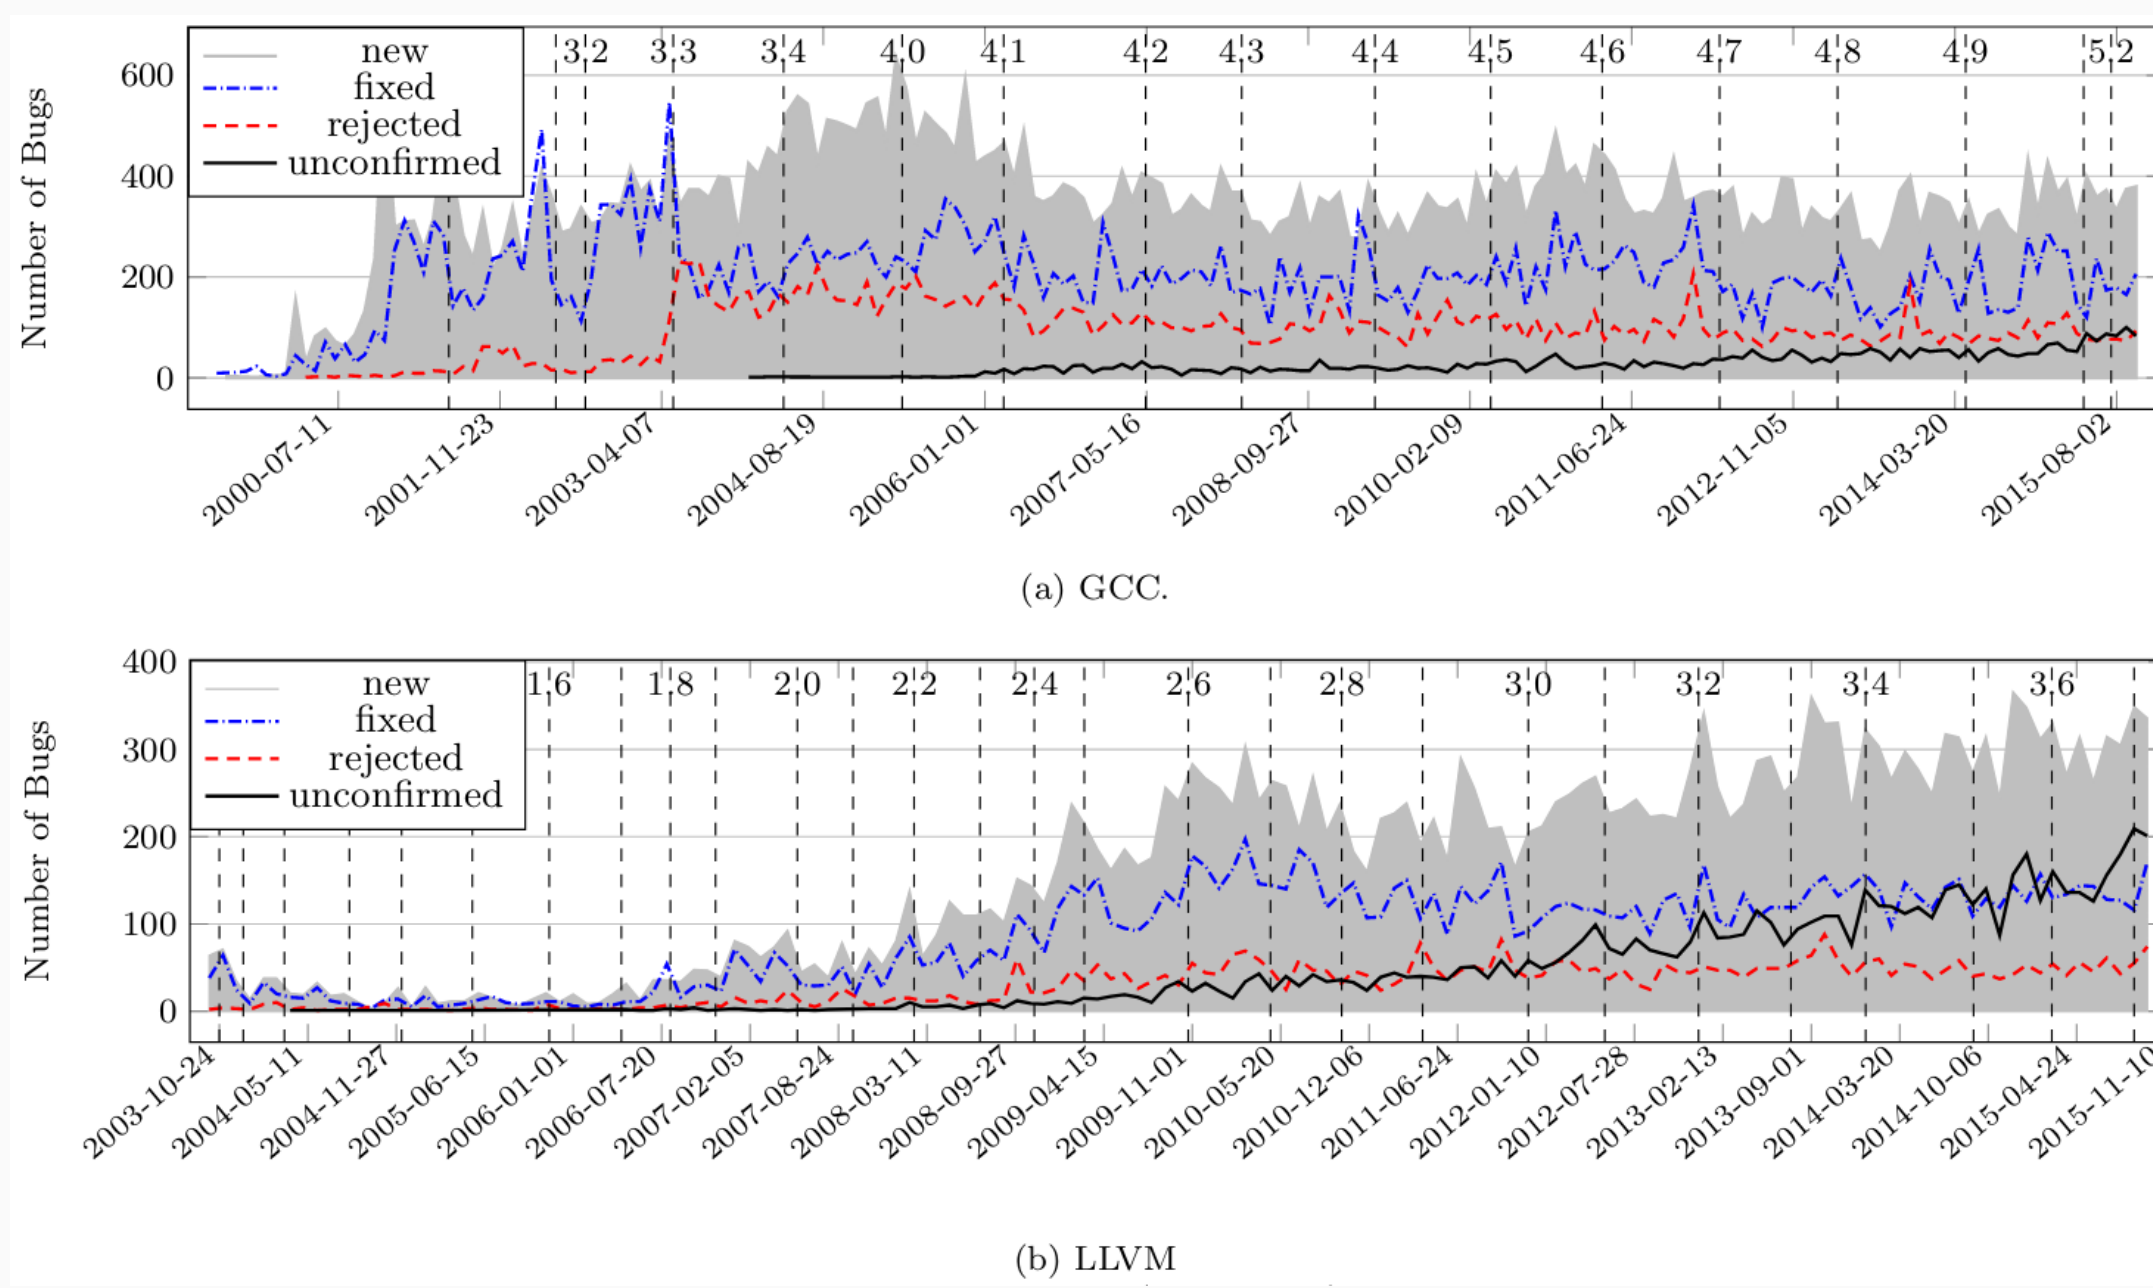 Number of Bugs
600
400
200
0
new
fixed
rejected
unconfirmed
3.2 3.3 3.4 4.0 4.1 4.2 4.3 4.4 4.5 4.6 4.7 4.8 4.9 5.2
2000-07-11 2001-11-23 2003-04-07 2004-08-19 2006-01-01 2007-05-16 2008-09-27 2010-02-09 2011-06-24 2012-11-05 2014-03-20 2015-08-02
(a) GCC.
Number of Bugs
400
300
200
100
0
new
fixed
rejected
unconfirmed
1.6 1.8 2.0 2.2 2.4 2.6 2.8 3.0 3.2 3.4 3.6
2003-10-24 2004-05-11 2004-11-27 2005-06-15 2006-01-01 2006-07-20 2007-02-05 2007-08-24 2008-03-11 2008-09-27 2009-04-15 2009-11-01 2010-05-20 2010-12-06 2011-06-24 2012-01-10 2012-07-28 2013-02-13 2013-09-01 2014-03-20 2014-10-06 2015-04-24 2015-11-10
(b) LLVM